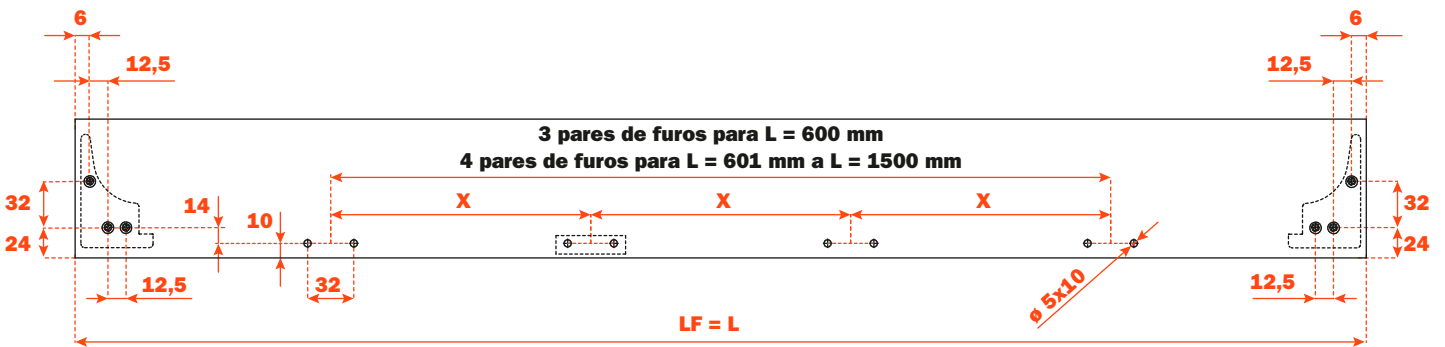 6
6
12,5
12,5
3 pares de furos para L = 600 mm
4 pares de furos para L = 601 mm a L = 1500 mm
32
14
10
X
X
X
32
24
24
12,5
32
ø 5x10
12,5
LF = L